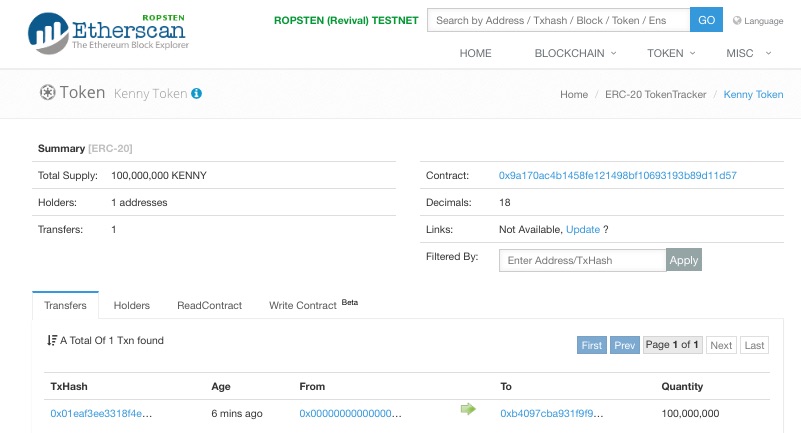 ROPSTEN
Etherscan
The Ethereum Block Explorer
ROPSTEN (Revival) TESTNET
Search by Address / Txhash / Block / Token / Ens
GO
Language
HOME
BLOCKCHAIN
TOKEN
MISC
Token Kenny Token
Home / ERC-20 TokenTracker / Kenny Token
Summary [ERC-20]
Total Supply: 100,000,000 KENNY
Holders: 1 addresses
Transfers: 1
Contract: 0x9a170ac4b1458fe121498bf10693193b89d11d57
Decimals: 18
Links: Not Available, Update ?
Filtered By: Enter Address/TxHash Apply
Transfers Holders ReadContract Write Contract Beta
A Total Of 1 Txn found
First Prev Page 1 of 1 Next Last
TxHash Age From To Quantity
0x01eaf3ee3318f4e... 6 mins ago 0x00000000000000... 0xb4097cba931f9f9... 100,000,000